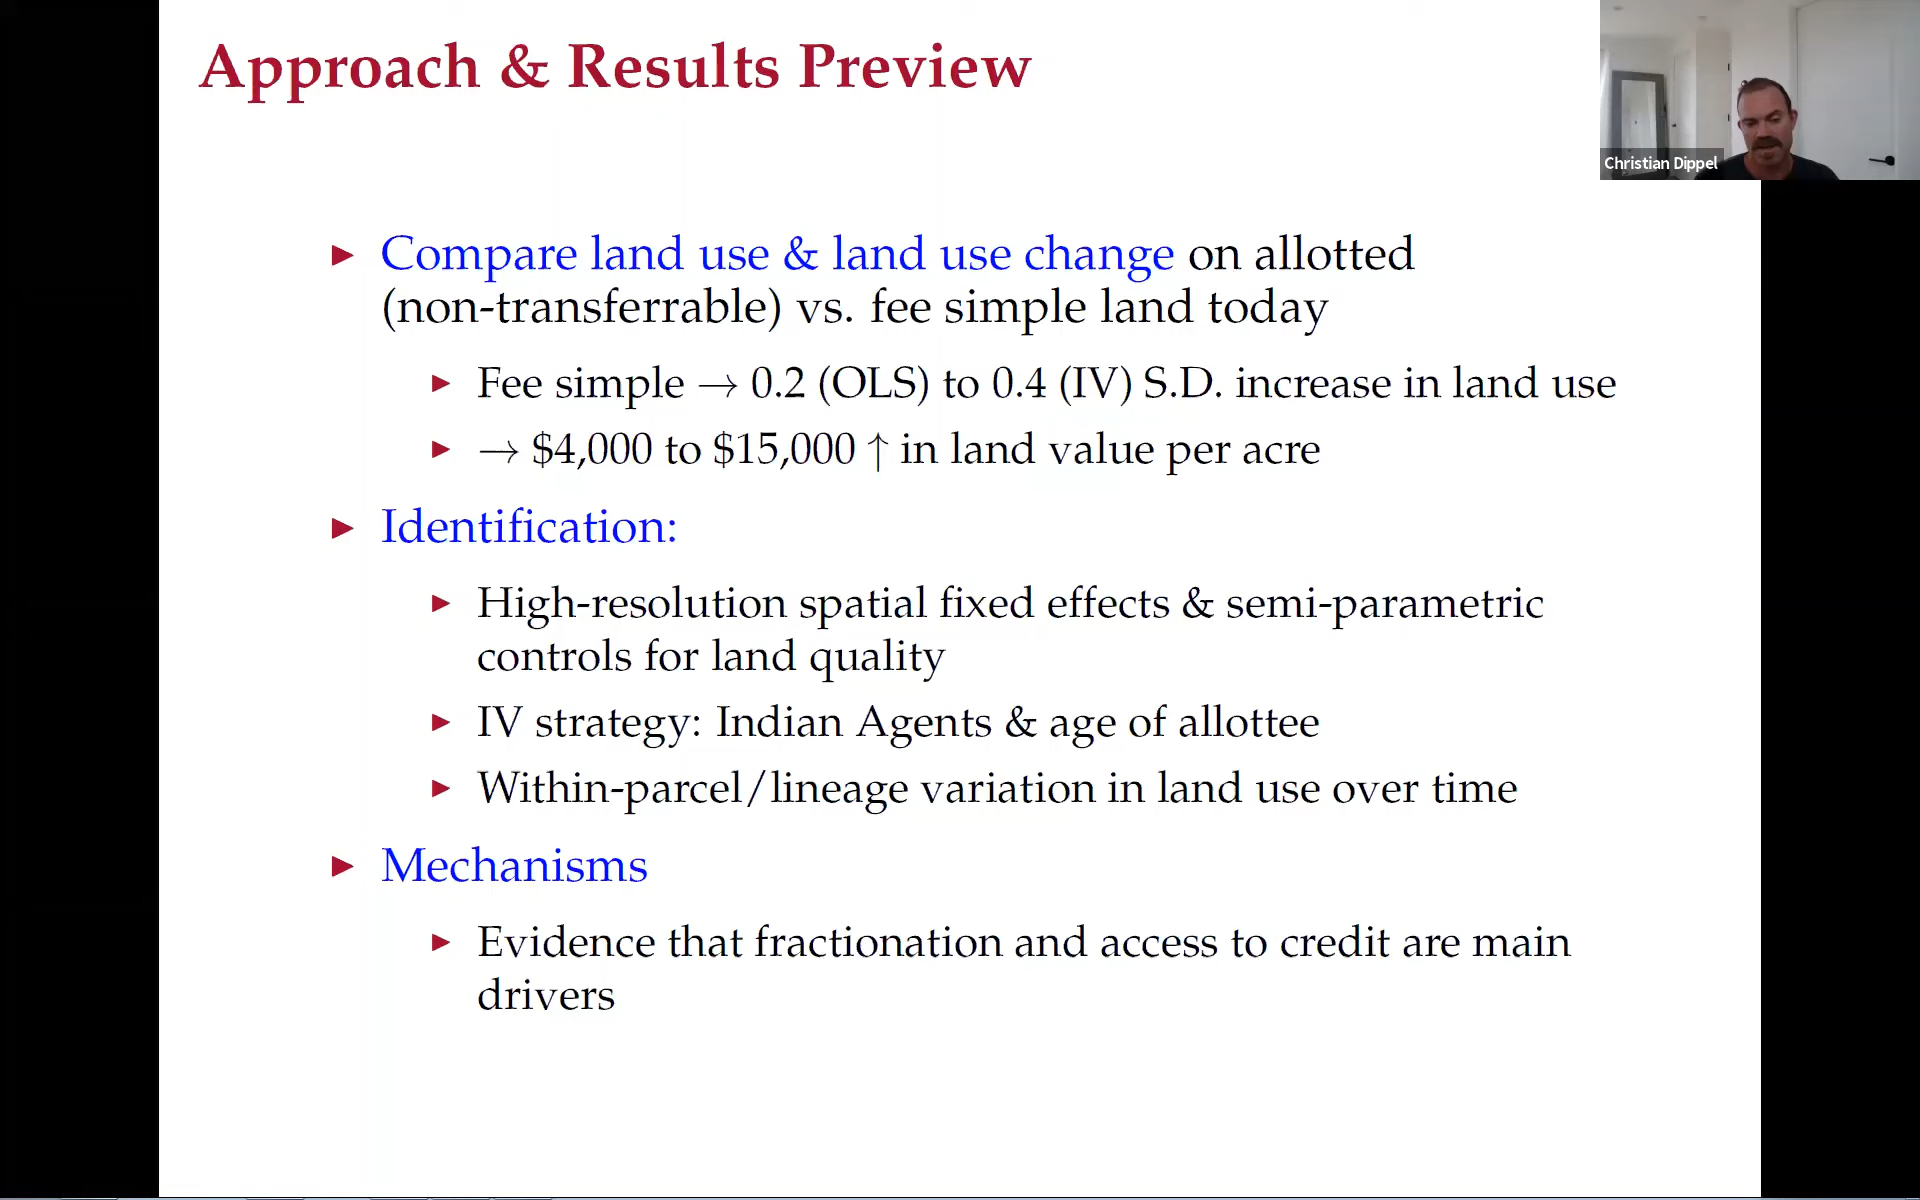 Approach & Results Preview
Christian Dippel
▶ Compare land use & land use change on allotted
(non-transferrable) vs. fee simple land today
▶ Fee simple → 0.2 (OLS) to 0.4 (IV) S.D. increase in land use
▶ → $4,000 to $15,000 ↑ in land value per acre
▶ Identification:
▶ High-resolution spatial fixed effects & semi-parametric
controls for land quality
▶ IV strategy: Indian Agents & age of allottee
▶ Within-parcel/lineage variation in land use over time
▶ Mechanisms
▶ Evidence that fractionation and access to credit are main
drivers